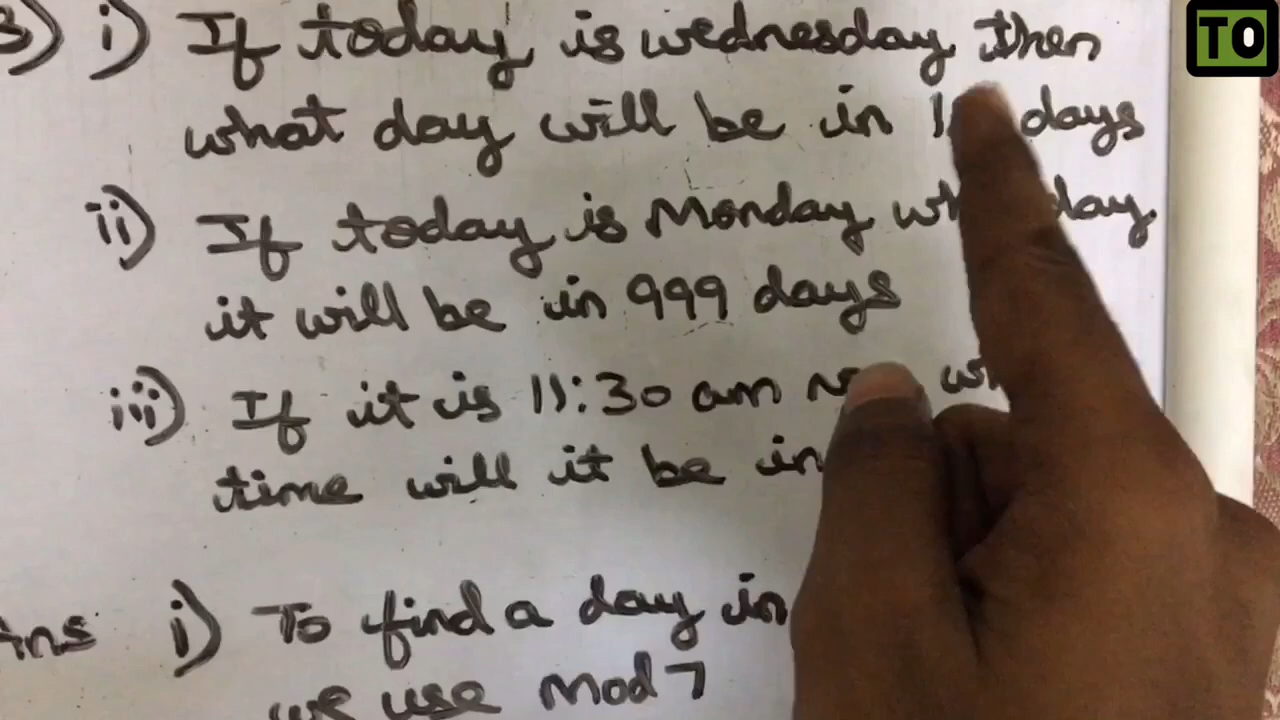 3) i) If today is wednesday then
what day will be in days
ii) If today is Monday day
it will be in 999 days
iii) If it is 11:30 am
time will it be in
Ans i) To find a day in
we use Mod 7
TO